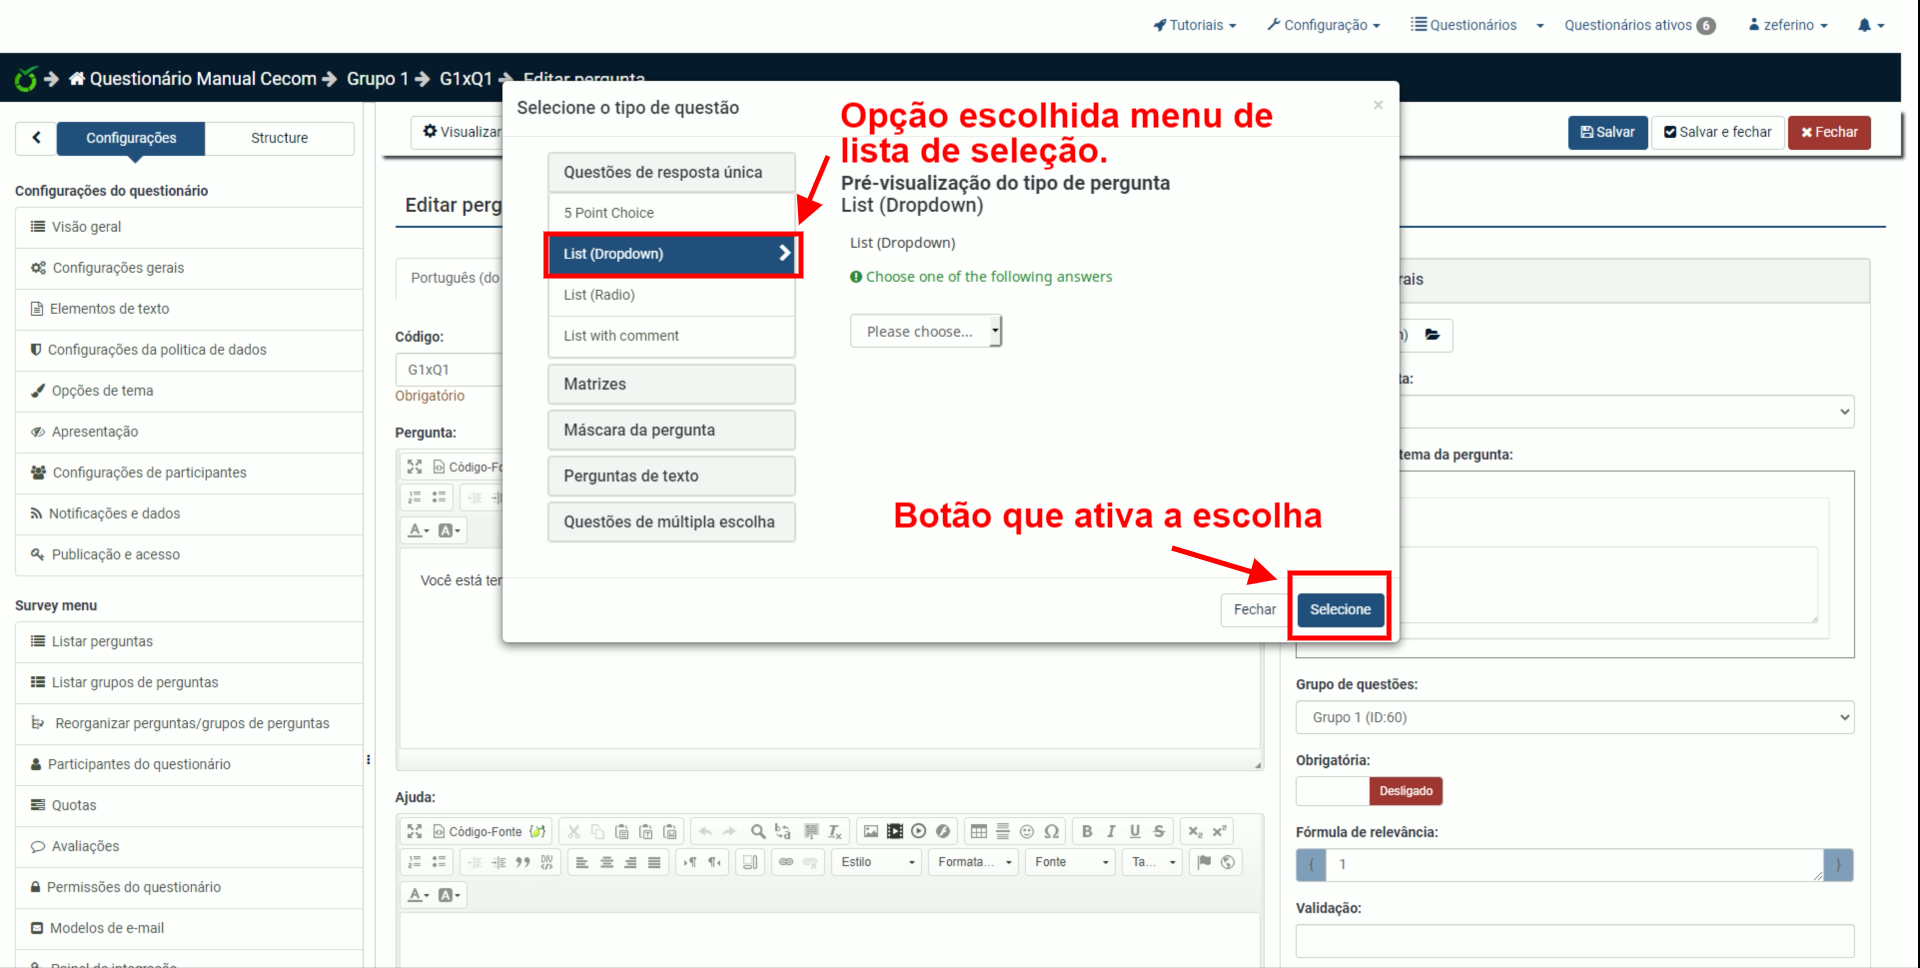 Tutoriais
Configuração
Questionários
Questionários ativos 6
zeferino
Questionário Manual Cecom
Grupo 1
G1xQ1
Editar pergunta
Configurações
Structure
Visualizar
Salvar
Salvar e fechar
Fechar
Configurações do questionário
Visão geral
Configurações gerais
Elementos de texto
Configurações da politica de dados
Opções de tema
Apresentação
Configurações de participantes
Notificações e dados
Publicação e acesso
Survey menu
Listar perguntas
Listar grupos de perguntas
Reorganizar perguntas/grupos de perguntas
Participantes do questionário
Quotas
Avaliações
Permissões do questionário
Modelos de e-mail
Editar perg
Português (do
Código:
G1xQ1
Obrigatório
Pergunta:
Código-Fo
Você está ter
Ajuda:
Código-Fonte
Estilo
Formata...
Fonte
Ta...
Selecione o tipo de questão
×
Opção escolhida menu de
lista de seleção.
Questões de resposta única
5 Point Choice
List (Dropdown)
List (Radio)
List with comment
Matrizes
Máscara da pergunta
Perguntas de texto
Questões de múltipla escolha
Pré-visualização do tipo de pergunta
List (Dropdown)
List (Dropdown)
Choose one of the following answers
Please choose...
Botão que ativa a escolha
Fechar
Selecione
rais
ta:
tema da pergunta:
Grupo de questões:
Grupo 1 (ID:60)
Obrigatória:
Desligado
Fórmula de relevância:
{ 1 }
Validação: